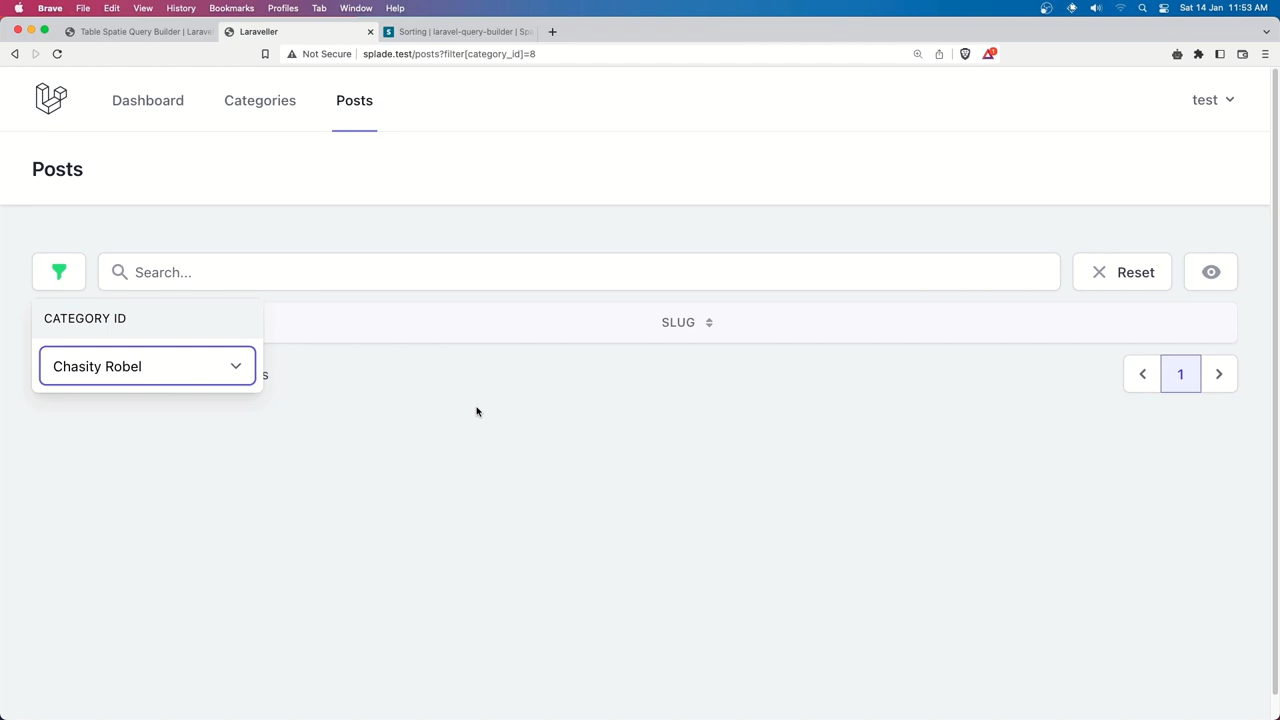 Brave File Edit View History Bookmarks Profiles Tab Window Help Sat 14 Jan 11:53 AM
Table Spatie Query Builder | Larave Laraveller Sorting | laravel-query-builder | Spa
Not Secure splade.test/posts?filter[category_id]=8
Dashboard Categories Posts test
Posts
Search... Reset
CATEGORY ID SLUG
Chasity Robel
s 1